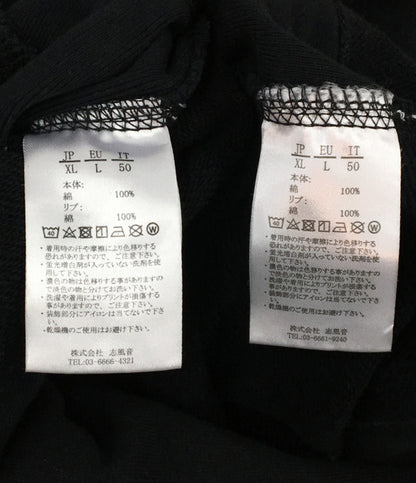 JP EU IT
XL L 50
本体:
綿 100%
リブ:
綿 100%
40
・着用時の汗や摩擦により色移りする
恐れがありますので、ご注意下さい。
・蛍光増白剤が入っていない洗剤を使
用して下さい。
・濃色の物は色移りする事があります
ので淡色の物と分けてお洗い下さい。
・洗濯や着用によりプリントが損傷す
る事がありますので、ご注意下さい。
・装飾部分にアイロンは当てないで下
さい。
・乾燥機のご使用はお避け下さい。
株式会社 志風音
TEL: 03-6666-4321
JP EU IT
XL L 50
本体:
綿 100%
リブ:
綿 100%
40
・着用時の汗や摩擦により色移りする
恐れがありますので、ご注意下さい。
・蛍光増白剤が入っていない洗剤を使
用して下さい。
・濃色の物は色移りする事があります
ので淡色の物と分けてお洗い下さい。
・洗濯や着用によりプリントが損傷す
る事がありますので、ご注意下さい。
・装飾部分にアイロンは当てないで下
さい。
・乾燥機のご使用はお避け下さい。
株式会社 志風音
TEL: 03-6661-9240